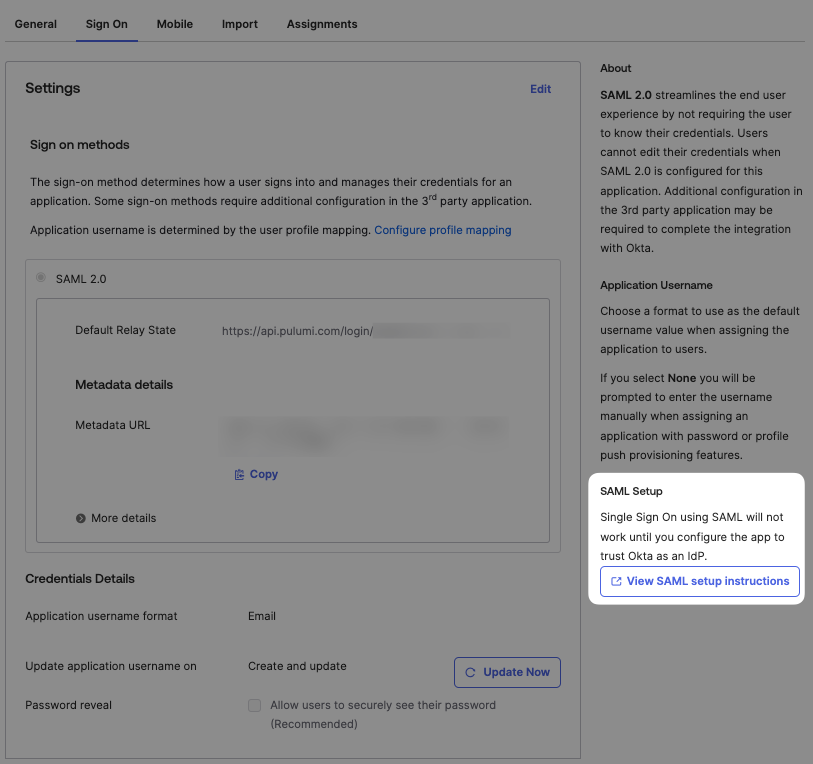 General
Sign On
Mobile
Import
Assignments
Settings
Edit
Sign on methods
The sign-on method determines how a user signs into and manages their credentials for an
application. Some sign-on methods require additional configuration in the 3rd party application.
Application username is determined by the user profile mapping. Configure profile mapping
SAML 2.0
Default Relay State
https://api.pulumi.com/login/
Metadata details
Metadata URL
Copy
More details
Credentials Details
Application username format
Email
Update application username on
Create and update
Update Now
Password reveal
Allow users to securely see their password
(Recommended)
About
SAML 2.0 streamlines the end user
experience by not requiring the user
to know their credentials. Users
cannot edit their credentials when
SAML 2.0 is configured for this
application. Additional configuration in
the 3rd party application may be
required to complete the integration
with Okta.
Application Username
Choose a format to use as the default
username value when assigning the
application to users.
If you select None you will be
prompted to enter the username
manually when assigning an
application with password or profile
push provisioning features.
SAML Setup
Single Sign On using SAML will not
work until you configure the app to
trust Okta as an IdP.
View SAML setup instructions